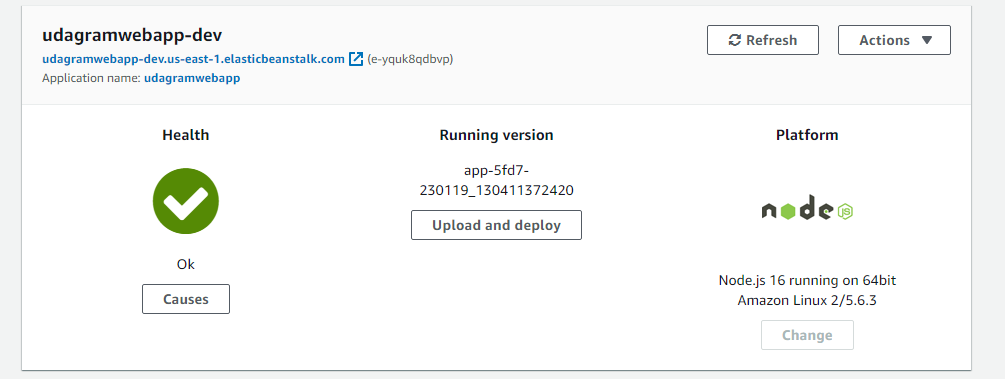 udagramwebapp-dev
Refresh
Actions
udagramwebapp-dev.us-east-1.elasticbeanstalk.com (e-yquk8qdbvp)
Application name: udagramwebapp
Health
Running version
Platform
app-5fd7-
230119_130411372420
Upload and deploy
node
JS
Ok
Causes
Node.js 16 running on 64bit
Amazon Linux 2/5.6.3
Change